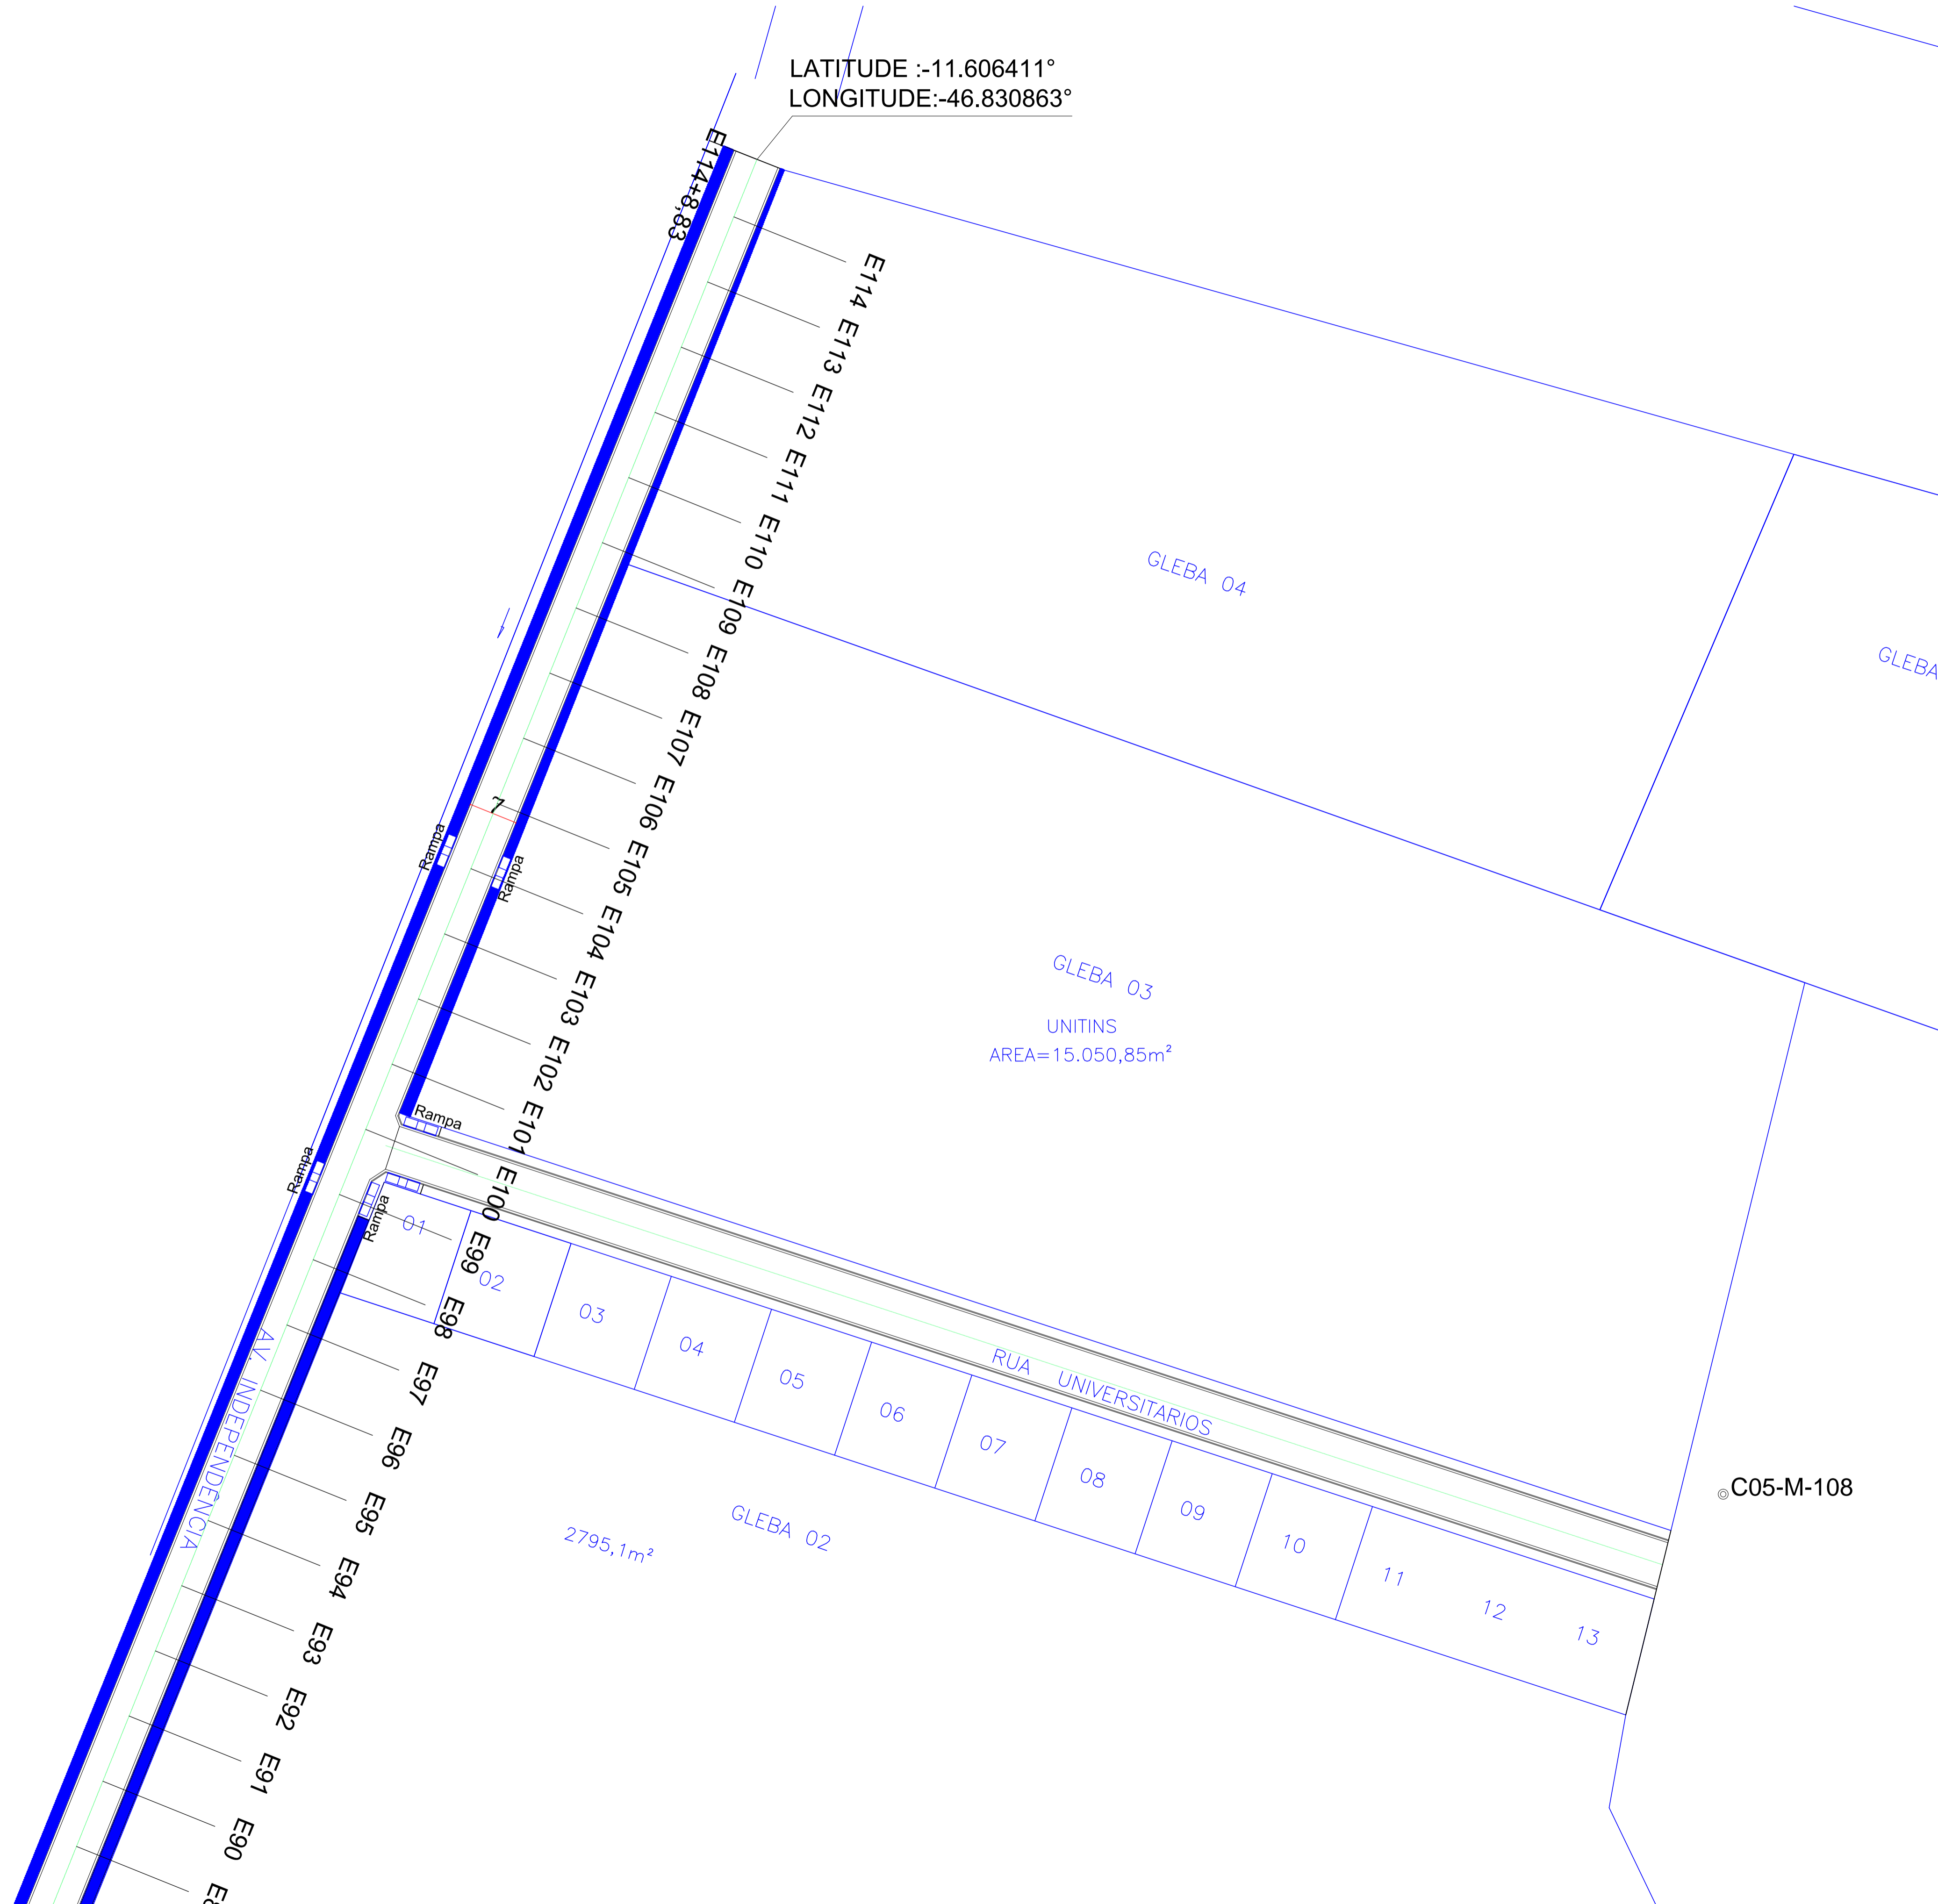 LATITUDE :-11.606411°
LONGITUDE:-46.830863°
E114+8,83
E114
E113
E112
E111
E110
E109
E108
E107
E106
E105
E104
E103
E102
E101
E100
E99
E98
E97
E96
E95
E94
E93
E92
E91
E90
GLEBA 04
GLEBA
7
Rampa
Rampa
GLEBA 03
UNITINS
AREA=15.050,85m²
Rampa
Rampa
Rampa
01
02
03
04
05
06
07
08
09
10
11
12
13
RUA UNIVERSITARIOS
AV. INDEPENDÊNCIA
GLEBA 02
2795,1m²
C05-M-108